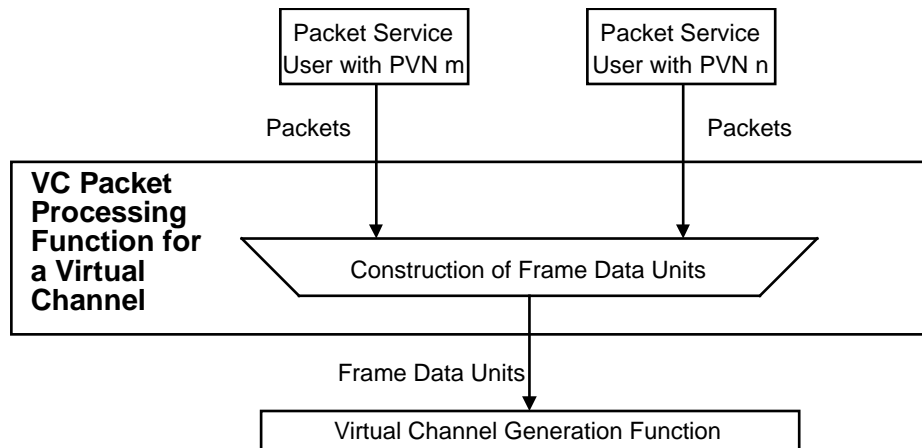 Packet Service
User with PVN m
Packet Service
User with PVN n
Packets
Packets
VC Packet
Processing
Function for
a Virtual
Channel
Construction of Frame Data Units
Frame Data Units
Virtual Channel Generation Function